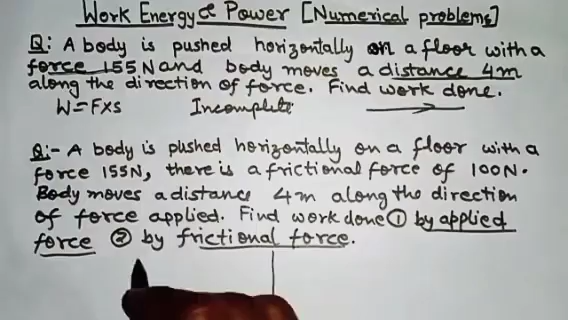 Work Energy & Power [Numerical problems]
Q: A body is pushed horizontally on a floor with a
force 155N and body moves a distance 4m
along the direction of force. Find work done.
W=F×s Incomplete
Q:- A body is pushed horizontally on a floor with a
force 155N, there is a frictional force of 100N.
Body moves a distance 4m along the direction
of force applied. Find work done ① by applied
force ② by frictional force.